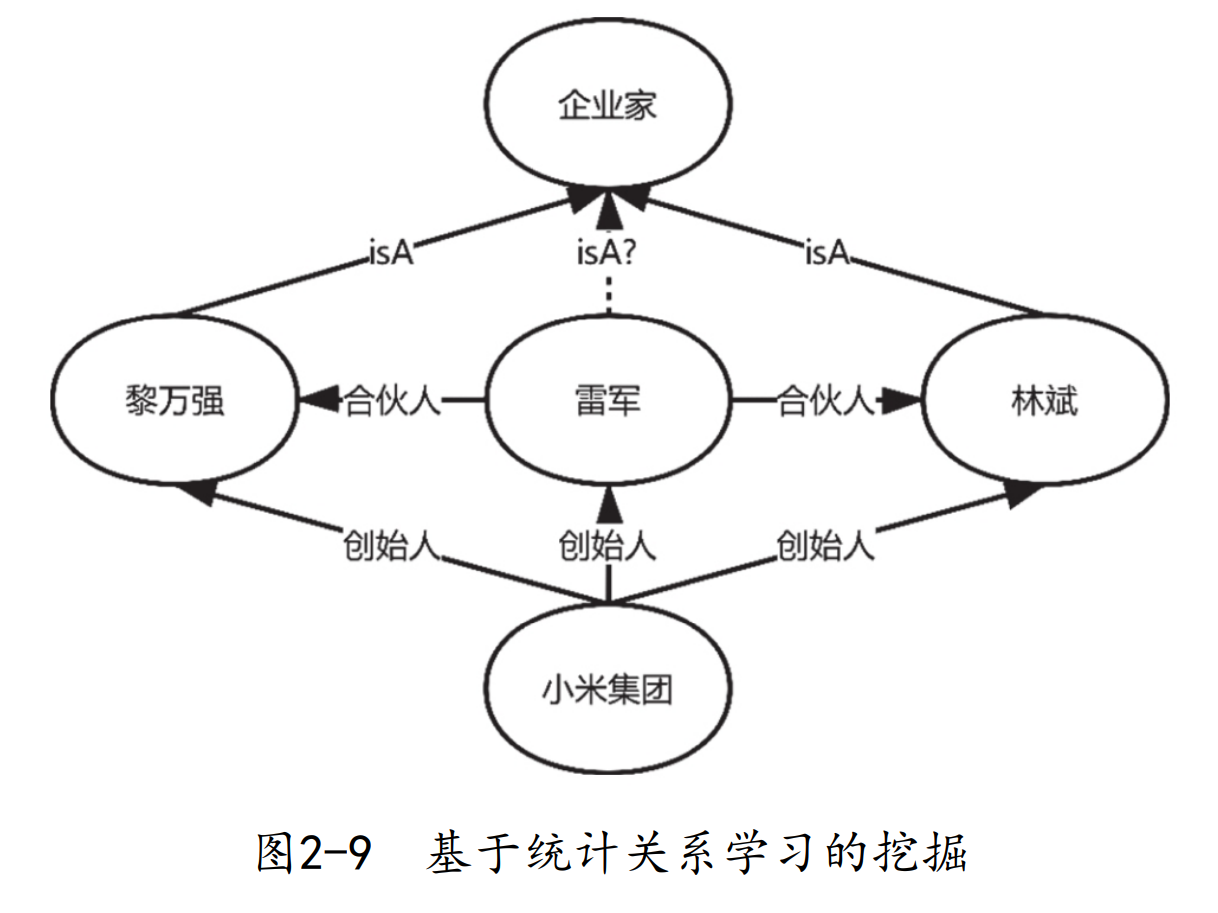 企业家
isA
isA?
isA
黎万强
合伙人
雷军
合伙人
林斌
创始人
创始人
创始人
小米集团
图2-9 基于统计关系学习的挖掘